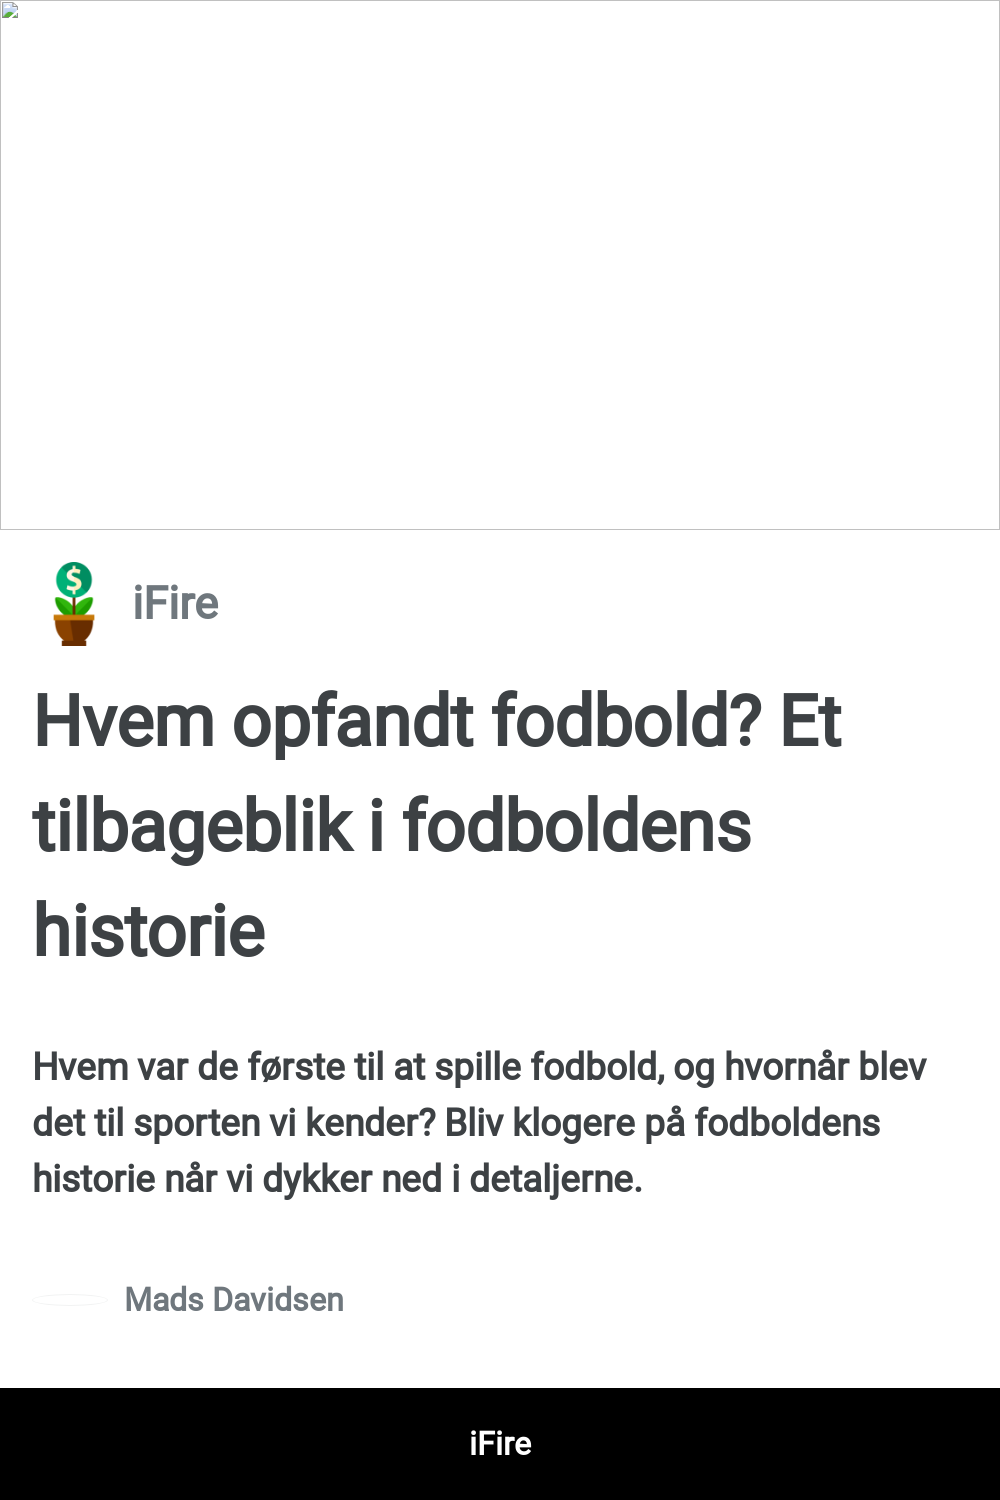 iFire
Hvem opfandt fodbold? Et
tilbageblik i fodboldens
historie
Hvem var de første til at spille fodbold, og hvornår blev
det til sporten vi kender? Bliv klogere på fodboldens
historie når vi dykker ned i detaljerne.
Mads Davidsen
iFire